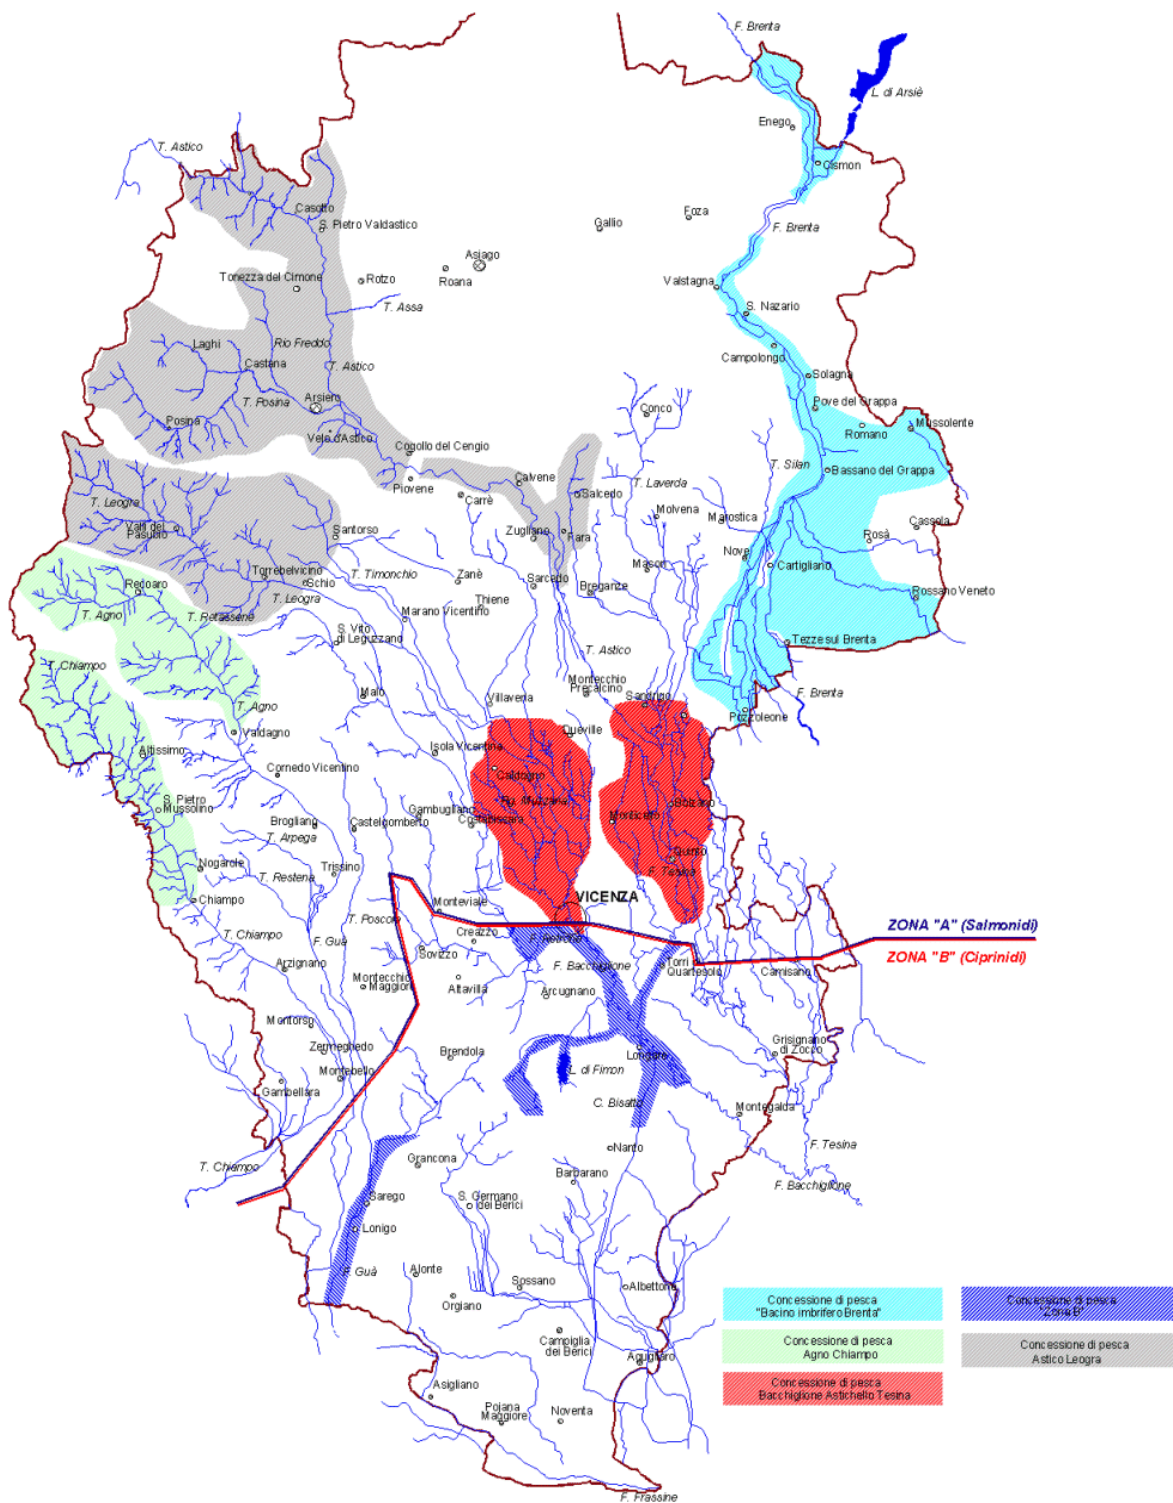 F. Brenta
L. di Arsiè
Enego
T. Astico
Cismon
Casotto
Foza
S. Pietro Valdastico
Gallio
F. Brenta
Asiago
Tonezza del Cimone
Rotzo
Roana
Valstagna
T. Assa
S. Nazario
Laghi
Rio Freddo
Campolongo
Castana
T. Astico
Solagna
T. Posina
Arsiero
Conco
Pove del Grappa
Posina
Velo d'Astico
Romano
Mussolente
Cogollo del Cengio
T. Silan
Bassano del Grappa
Piovene
Calvene
T. Laverda
T. Leogra
Carrè
Salcedo
Valli del
Pasubio
Santorso
Molvena
Marostica
Cassola
Zugliano
Fara
Rosà
Nove
Mason
Cartigliano
Torrebelvicino
T. Timonchio
Zanè
Sarcedo
Breganze
Recoaro
Schio
Rossano Veneto
T. Leogra
Thiene
T. Agno
Marano Vicentino
S. Vito
di Leguzzano
Tezze sul Brenta
T. Astico
T. Chiampo
Montecchio
Precalcino
Malo
Villaverla
Sandrigo
F. Brenta
T. Agno
Pozzoleone
Valdagno
Dueville
Altissimo
Isola Vicentina
Cornedo Vicentino
Caldogno
S. Pietro
Mussolino
Bolzano
Gambugliano
Costabissara
Brogliano
Castelgomberto
T. Arpega
Quinto
Nogarole
Trissino
T. Restena
F. Tesina
Chiampo
Monteviale
VICENZA
T. Poscola
ZONA "A" (Salmonidi)
T. Chiampo
F. Guà
Creazzo
F. Retrone
Sovizzo
ZONA "B" (Ciprinidi)
Arzignano
F. Bacchiglione
Torri
Quartesolo
Camisano
Montecchio
Maggiore
Altavilla
Arcugnano
Montorso
Grisignano
di Zocco
Zermeghedo
Brendola
Longare
Montebello
L. di Fimon
Gambellara
C. Bisatto
Montegalda
F. Tesina
Nanto
T. Chiampo
Grancona
Barbarano
F. Bacchiglione
Sarego
S. Germano
dei Berici
Lonigo
F. Guà
Alonte
Sossano
Albettone
Orgiano
Concessione di pesca
"Bacino imbrifero Brenta"
Concessione di pesca
"Zona B"
Campiglia
dei Berici
Concessione di pesca
Agno Chiampo
Concessione di pesca
Astico Leogra
Agugliaro
Asigliano
Concessione di pesca
Bacchiglione Astichello Tesina
Pojana
Maggiore
Noventa
F. Frassine